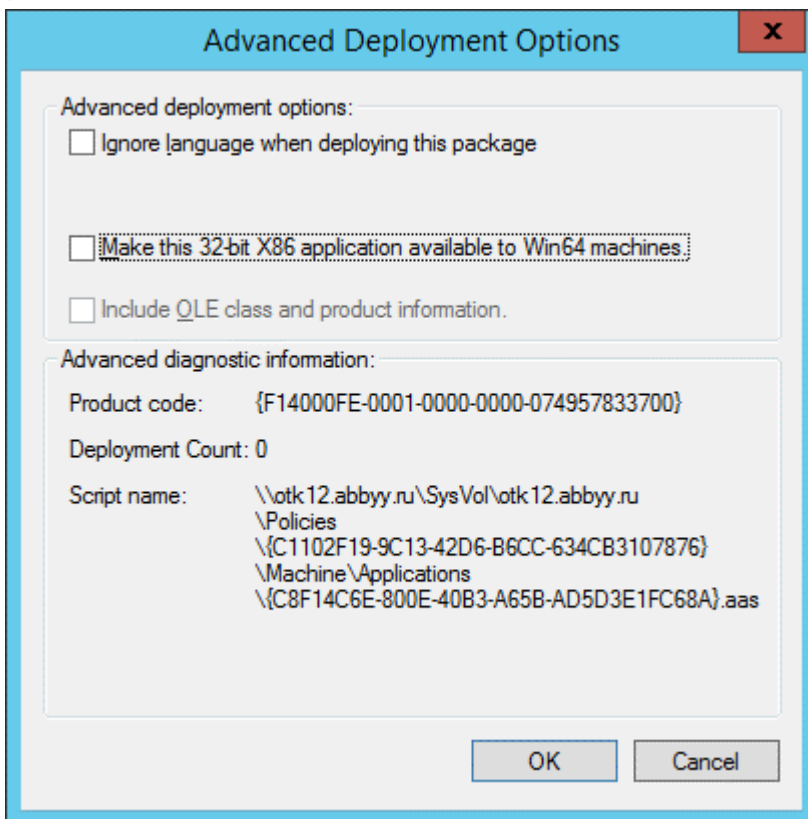 Advanced Deployment Options
x
Advanced deployment options:
Ignore language when deploying this package
Make this 32-bit X86 application available to Win64 machines.
Include OLE class and product information.
Advanced diagnostic information:
Product code: {F14000FE-0001-0000-0000-074957833700}
Deployment Count: 0
Script name: \\otk12.abbyy.ru\SysVol\otk12.abbyy.ru
\Policies
\{C1102F19-9C13-42D6-B6CC-634CB3107876}
\Machine\Applications
\{C8F14C6E-800E-40B3-A65B-AD5D3E1FC68A}.aas
OK Cancel